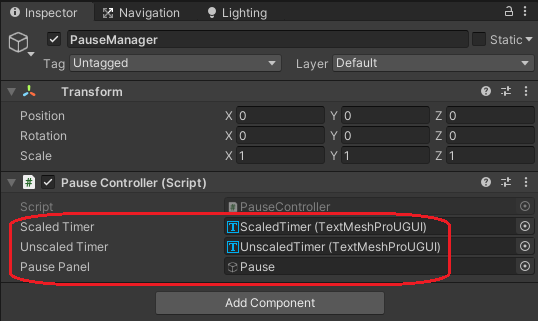 Inspector Navigation Lighting
PauseManager Static
Tag Untagged Layer Default
Transform
Position X 0 Y 0 Z 0
Rotation X 0 Y 0 Z 0
Scale X 1 Y 1 Z 1
# Pause Controller (Script)
Script # PauseController
Scaled Timer T ScaledTimer (TextMeshProUGUI)
Unscaled Timer T UnscaledTimer (TextMeshProUGUI)
Pause Panel Pause
Add Component